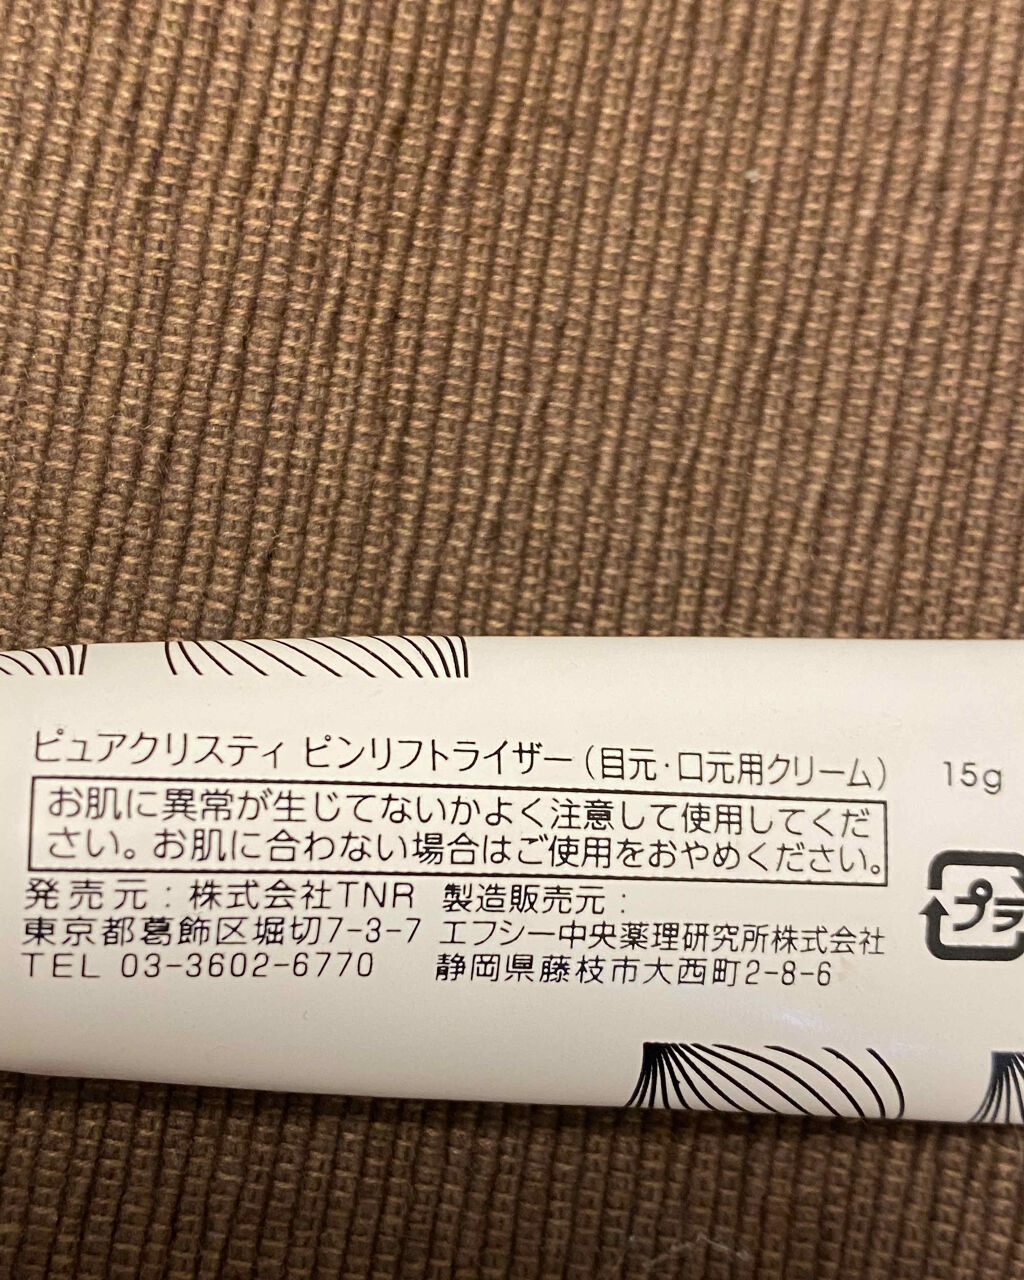 ピュアクリスティ ピンリフトライザー(目元·口元用クリーム) 15g
お肌に異常が生じてないかよく注意して使用してくだ
さい。お肌に合わない場合はご使用をおやめください。
発売元:株式会社TNR
東京都葛飾区堀切7-3-7
TEL 03-3602-6770
製造販売元:
エフシー中央薬理研究所株式会社
静岡県藤枝市大西町2-8-6
プラ